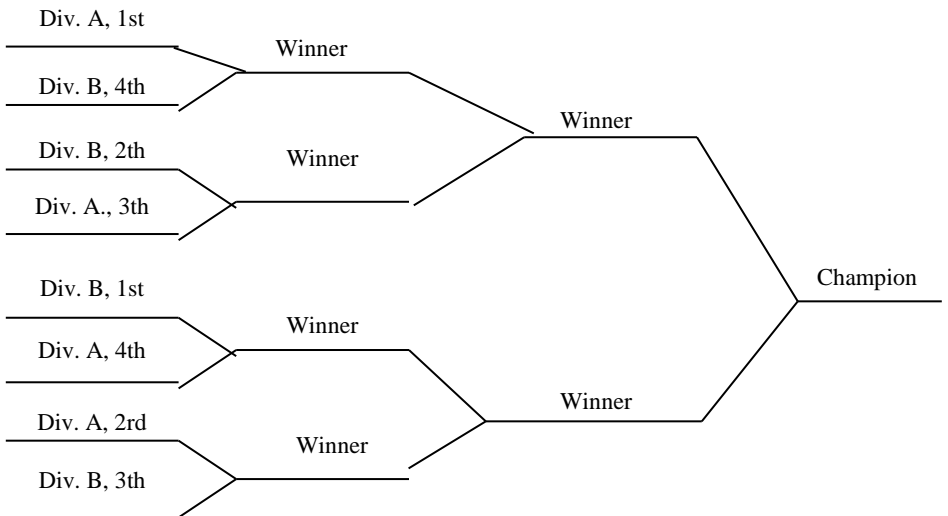 Div. A, 1st
Winner
Div. B, 4th
Winner
Div. B, 2th
Winner
Div. A., 3th
Div. B, 1st
Champion
Winner
Div. A, 4th
Winner
Div. A, 2rd
Winner
Div. B, 3th